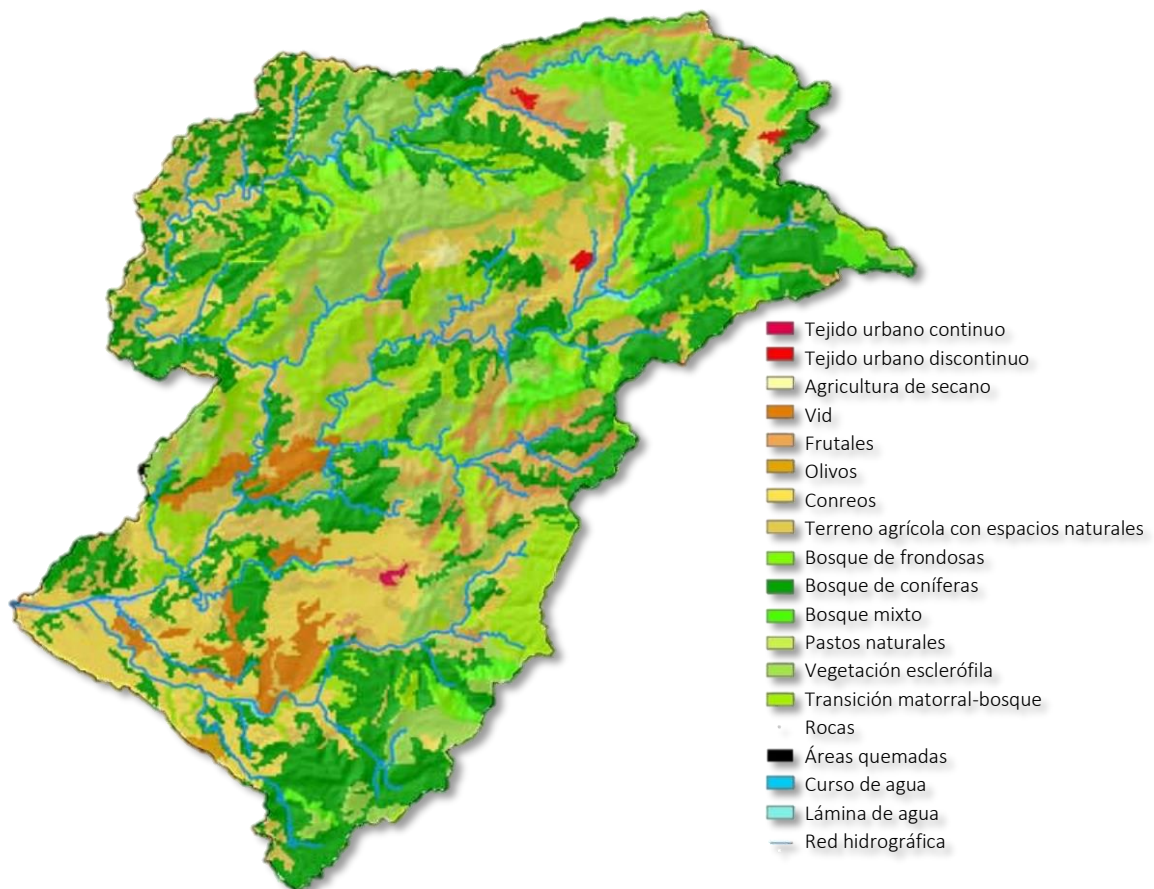 Tejido urbano continuo
Tejido urbano discontinuo
Agricultura de secano
Vid
Frutales
Olivos
Conreos
Terreno agrícola con espacios naturales
Bosque de frondosas
Bosque de coníferas
Bosque mixto
Pastos naturales
Vegetación esclerófila
Transición matorral-bosque
Rocas
Áreas quemadas
Curso de agua
Lámina de agua
Red hidrográfica